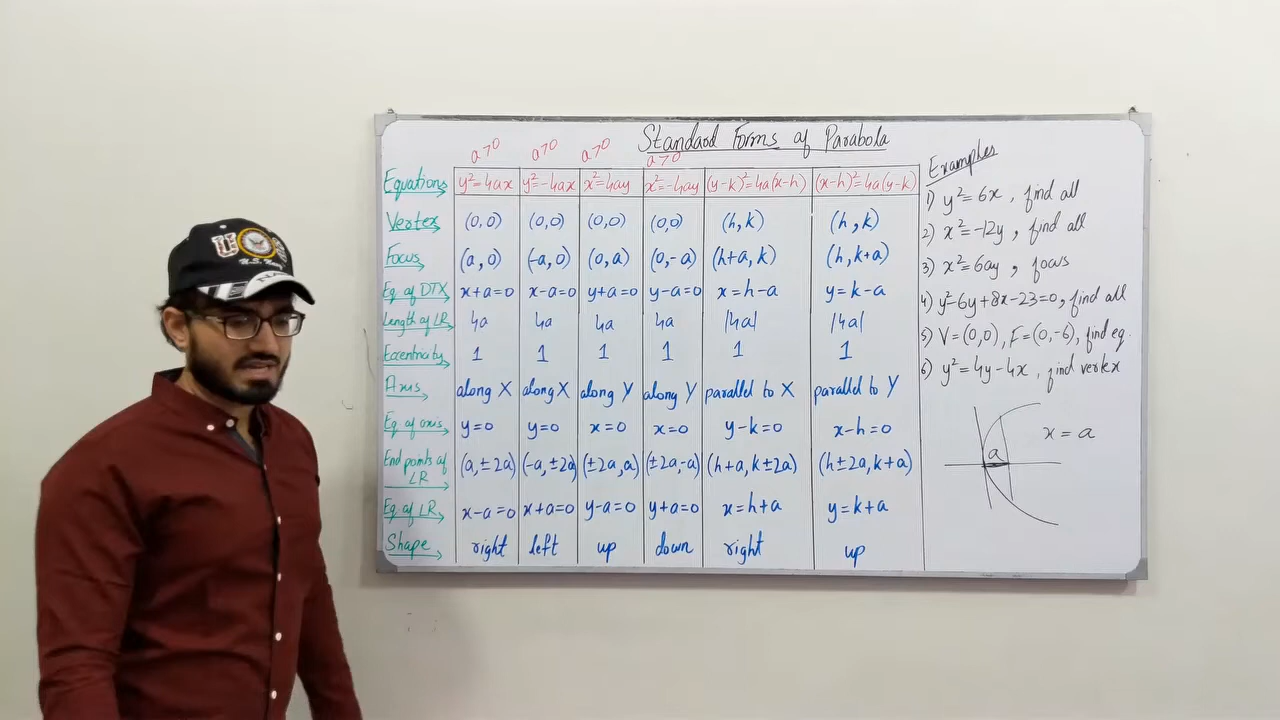 Standard Forms of Parabola
a>0 a>0 a>0 a>0
Equations y²=4ax y²=-4ax x²=4ay x²=-4ay (y-k)²=4a(x-h) (x-h)²=4a(y-k)
Vertex (0,0) (0,0) (0,0) (0,0) (h,k) (h,k)
Focus (a,0) (-a,0) (0,a) (0,-a) (h+a,k) (h,k+a)
Eq. of DTX x+a=0 x-a=0 y+a=0 y-a=0 x=h-a y=k-a
Length of LR 4a 4a 4a 4a |4a| |4a|
Eccentricity 1 1 1 1 1 1
Axis along X along X along Y along Y parallel to X parallel to Y
Eq. of axis y=0 y=0 x=0 x=0 y-k=0 x-h=0
End points of LR (a,±2a) (-a,±2a) (±2a,a) (±2a,-a) (h+a,k±2a) (h±2a,k+a)
Eq. of LR x-a=0 x+a=0 y-a=0 y+a=0 x=h+a y=k+a
Shape right left up down right up
Examples
1) y²=6x, find all
2) x²=-12y, find all
3) x²=6ay, focus
4) y²-6y+8x-23=0, find all
5) V=(0,0), F=(0,-6), find eq.
6) y²=4y-4x, find vertex
a
x=a
U S